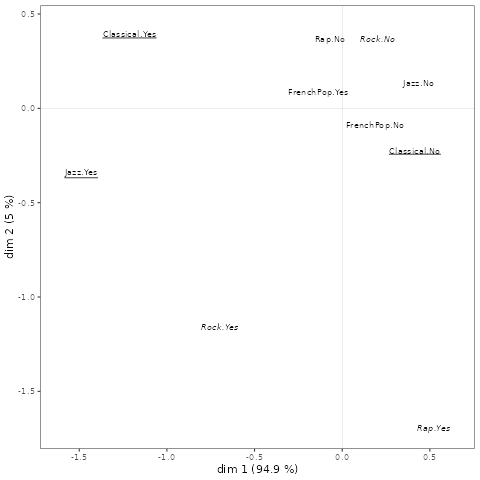 0.5
Classical.Yes
Rap.No
Rock.No
Jazz.No
FrenchPop.Yes
0.0
FrenchPop.No
Classical.No
Jazz.Yes
dim 2 (5 %)
-0.5
-1.0
Rock.Yes
-1.5
Rap.Yes
-1.5
-1.0
-0.5
0.0
0.5
dim 1 (94.9 %)